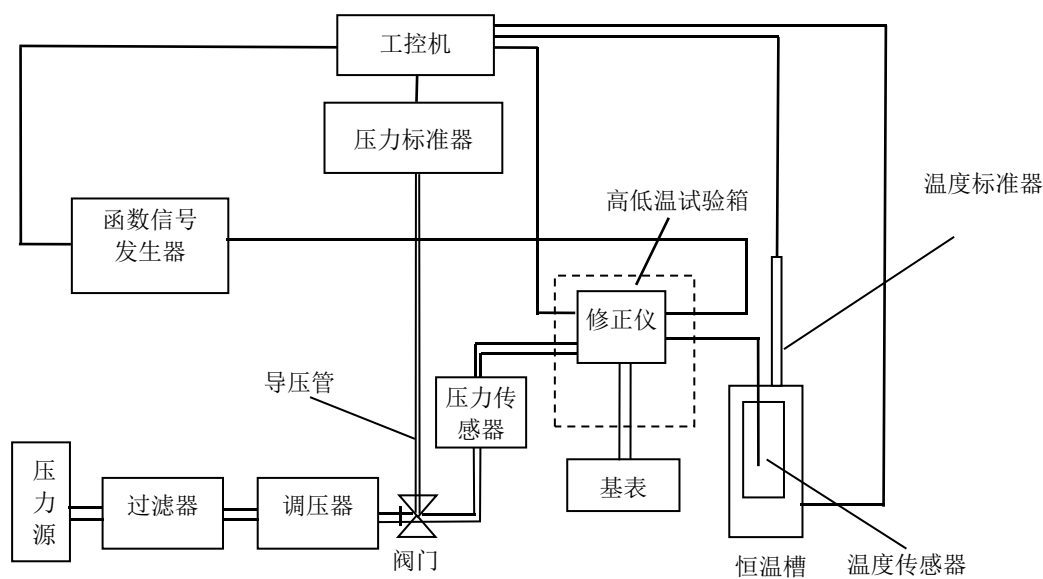 工控机
压力标准器
温度标准器
高低温试验箱
函数信号
发生器
修正仪
导压管
压力传
感器
压
力
源
过滤器
调压器
基表
阀门
恒温槽
温度传感器